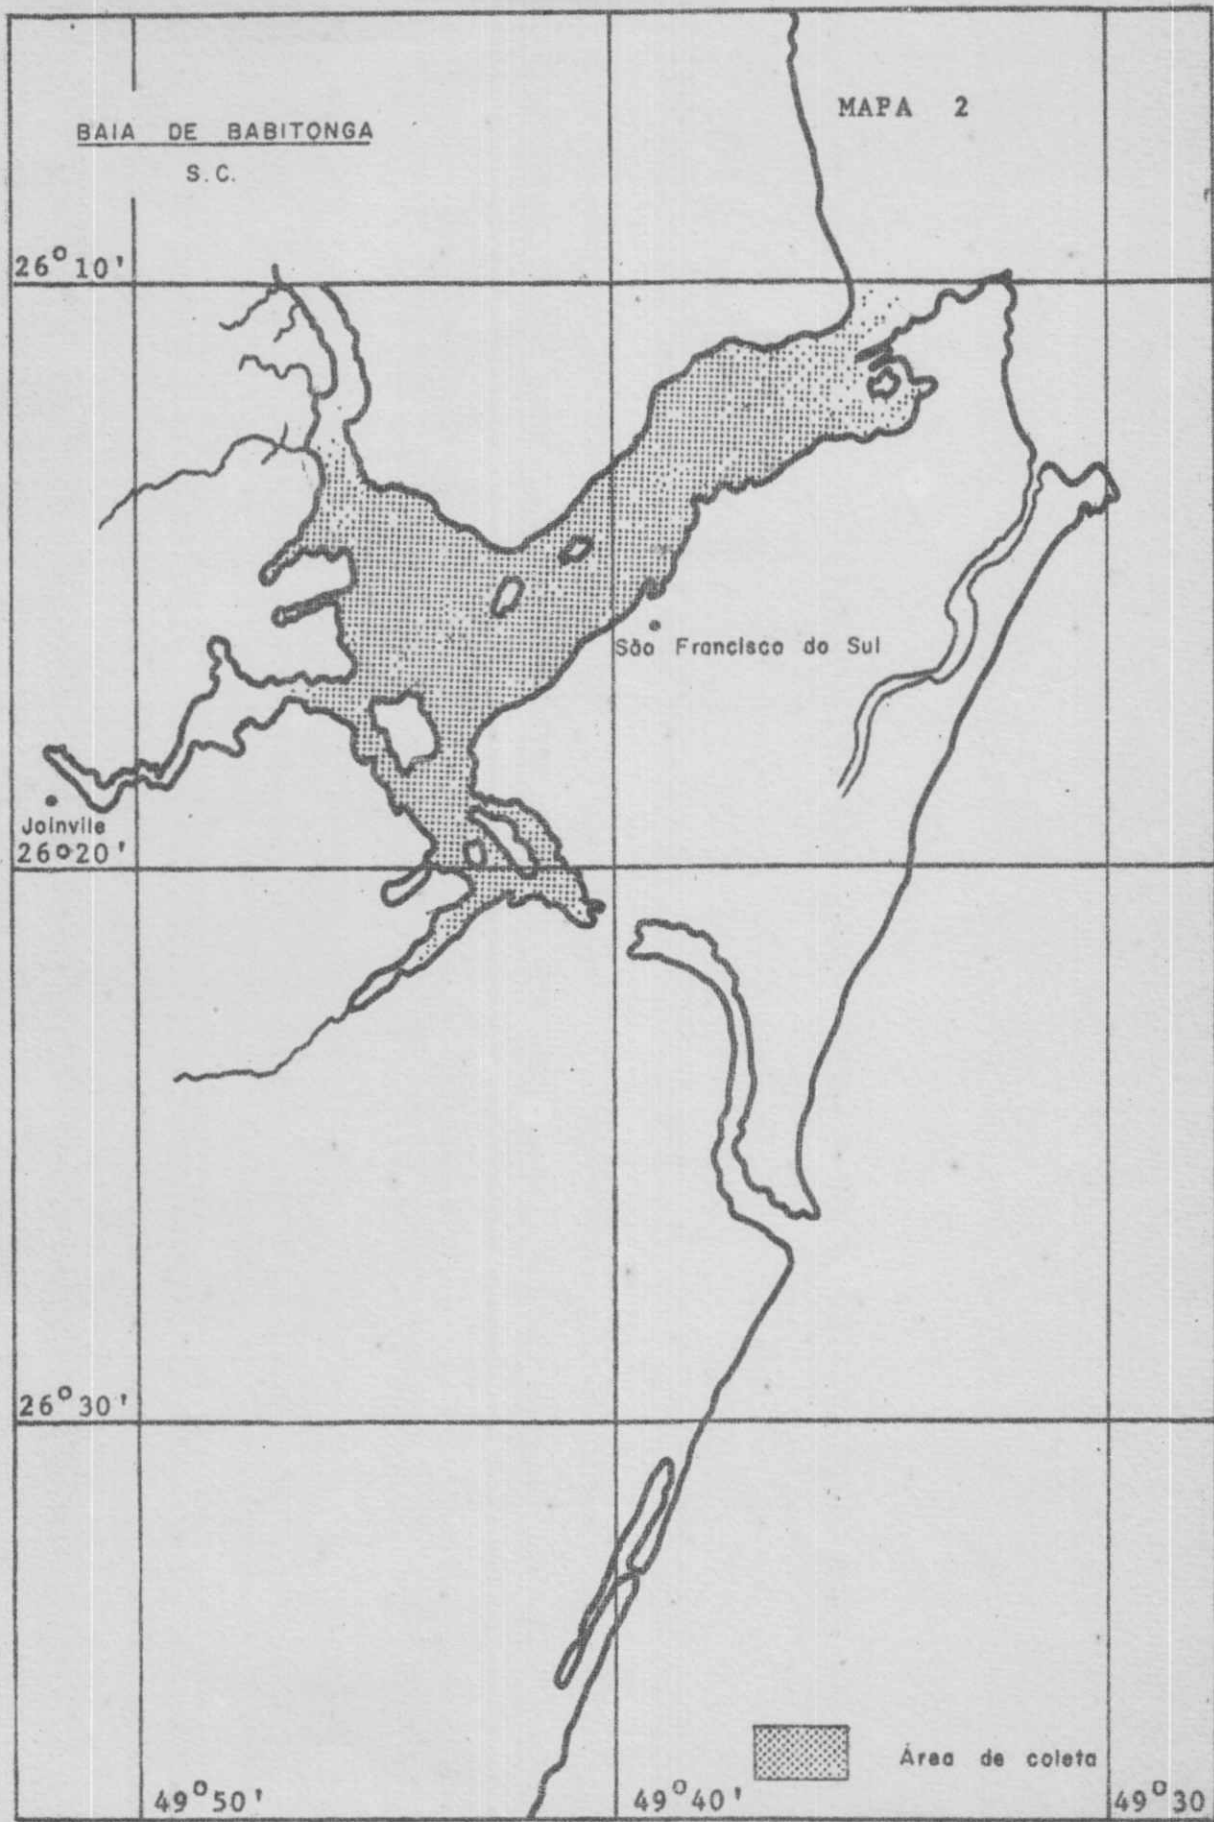 MAPA 2
BAIA DE BABITONGA
S.C.
26° 10'
São Francisco do Sul
Joinvile
26° 20'
26° 30'
Área de coleta
49° 50'
49° 40'
49° 30